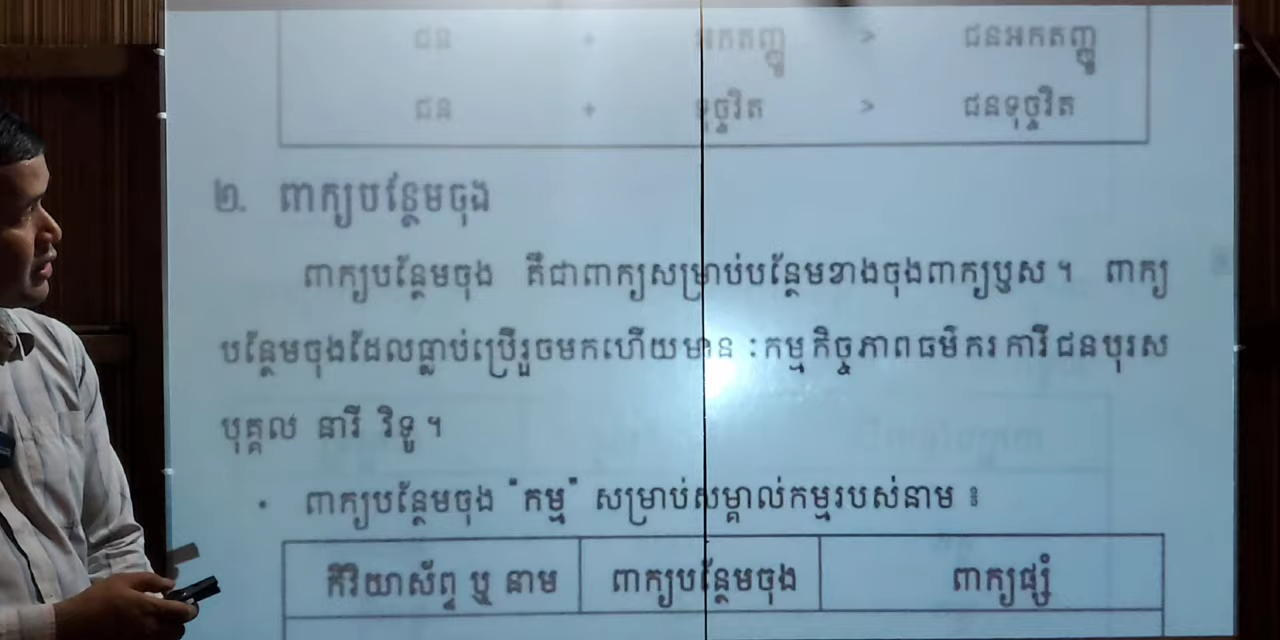 ជន + អកតញ្ញូ > ជនអកតញ្ញូ
ជន + ទុច្ចរិត > ជនទុច្ចរិត
២. ពាក្យបន្ថែមចុង
ពាក្យបន្ថែមចុង គឺជាពាក្យសម្រាប់បន្ថែមខាងចុងពាក្យឫស ។ ពាក្យ
បន្ថែមចុងដែលធ្លាប់ប្រើរួចមកហើយមាន ៈកម្ម កិច្ច ភាព ធម៌ ករ ការី ជន បុរស
បុគ្គល នារី វិទូ ។
• ពាក្យបន្ថែមចុង "កម្ម" សម្រាប់សម្គាល់កម្មរបស់នាម ៖
កិរិយាស័ព្ទ ឬ នាម ពាក្យបន្ថែមចុង ពាក្យផ្សំ